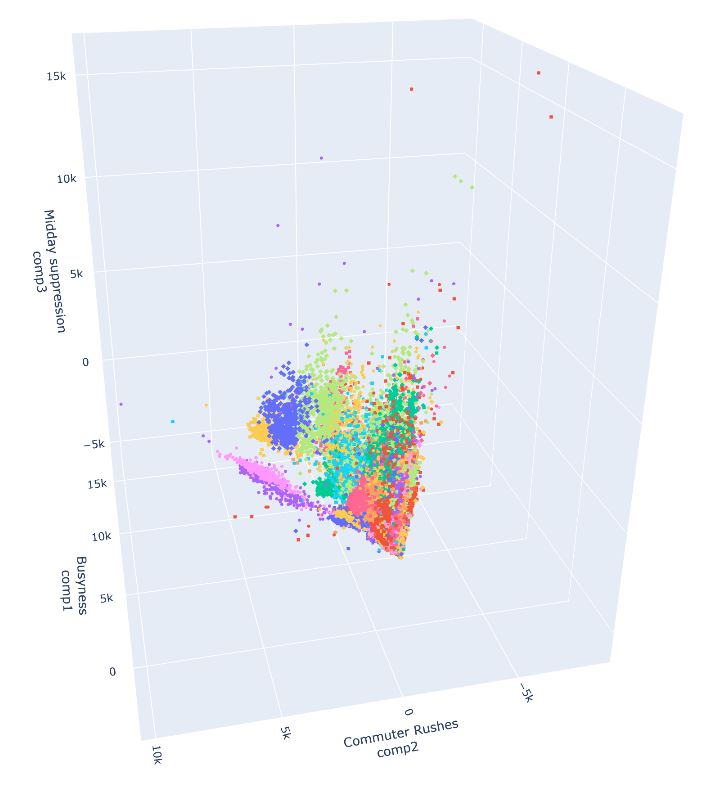 15k
10k
5k
0
−5k
Midday suppression
comp3
15k
10k
5k
0
Busyness
comp1
10k
5k
0
−5k
Commuter Rushes
comp2